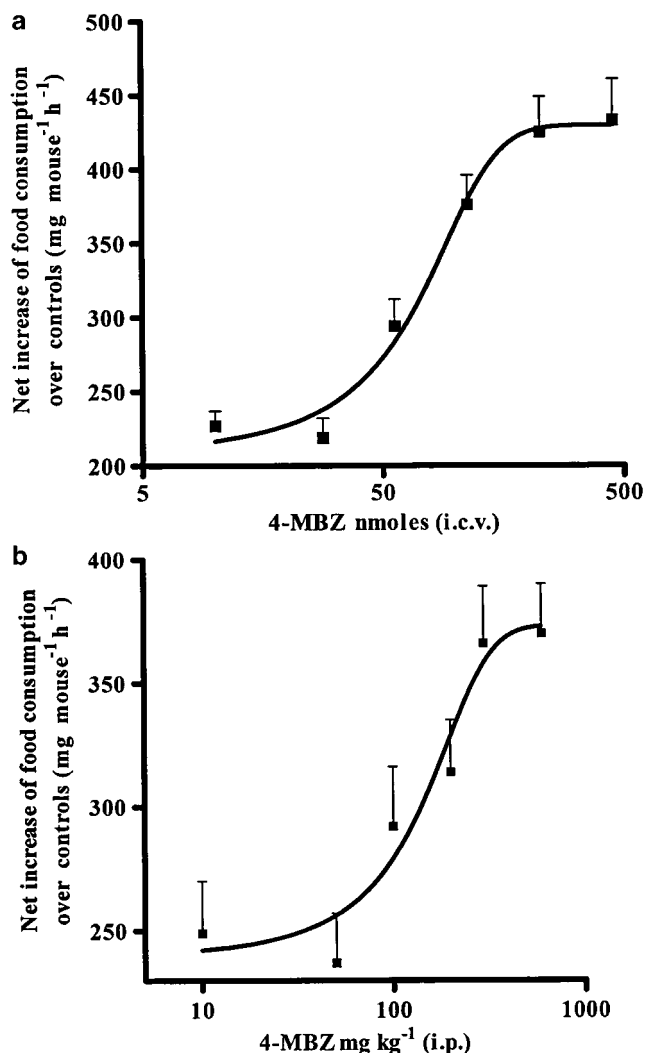 a
500
450
400
350
300
250
200
Net increase of food consumption
over controls (mg mouse⁻¹ h⁻¹)
5
50
500
4-MBZ nmoles (i.c.v.)
b
400
350
300
250
Net increase of food consumption
over controls (mg mouse⁻¹ h⁻¹)
10
100
1000
4-MBZ mg kg⁻¹ (i.p.)